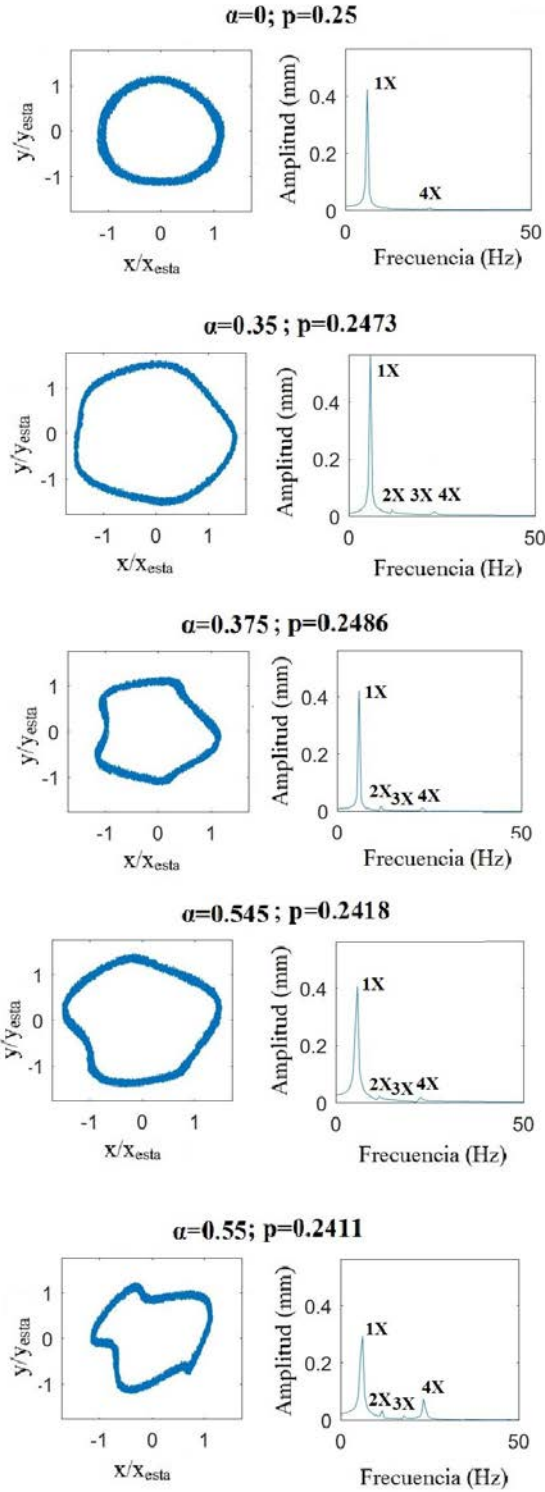 α=0; p=0.25
y/yesta
1
0
-1
-1 0 1
x/xesta
Amplitud (mm)
0.4
0.2
0
1X
4X
0 50
Frecuencia (Hz)
α=0.35 ; p=0.2473
y/yesta
1
0
-1
-1 0 1
x/xesta
Amplitud (mm)
0.4
0.2
0
1X
2X 3X 4X
0 50
Frecuencia (Hz)
α=0.375 ; p=0.2486
y/yesta
1
0
-1
-1 0 1
x/xesta
Amplitud (mm)
0.4
0.2
0
1X
2X 3X 4X
0 50
Frecuencia (Hz)
α=0.545 ; p=0.2418
y/yesta
1
0
-1
-1 0 1
x/xesta
Amplitud (mm)
0.4
0.2
0
1X
2X 3X 4X
0 50
Frecuencia (Hz)
α=0.55; p=0.2411
y/yesta
1
0
-1
-1 0 1
x/xesta
Amplitud (mm)
0.4
0.2
0
1X
2X 3X 4X
0 50
Frecuencia (Hz)